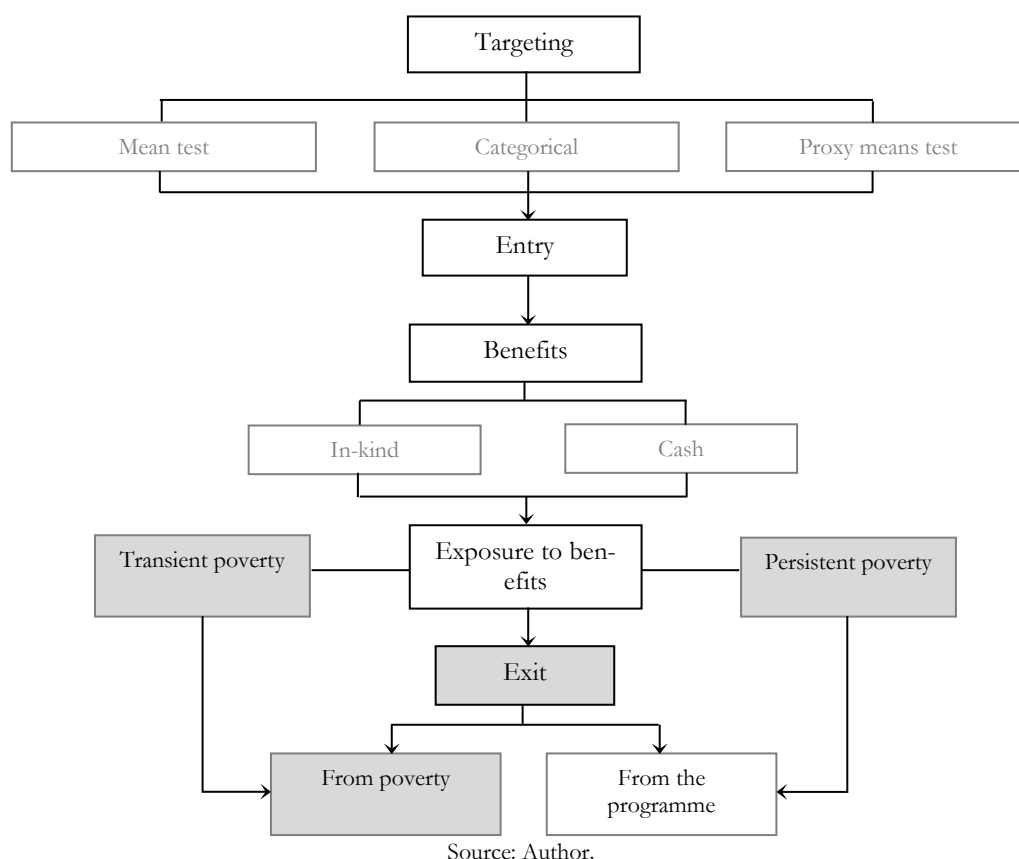 Targeting
Mean test
Categorical
Proxy means test
Entry
Benefits
In-kind
Cash
Transient poverty
Exposure to ben-
efits
Persistent poverty
Exit
From poverty
From the
programme
Source: Author.